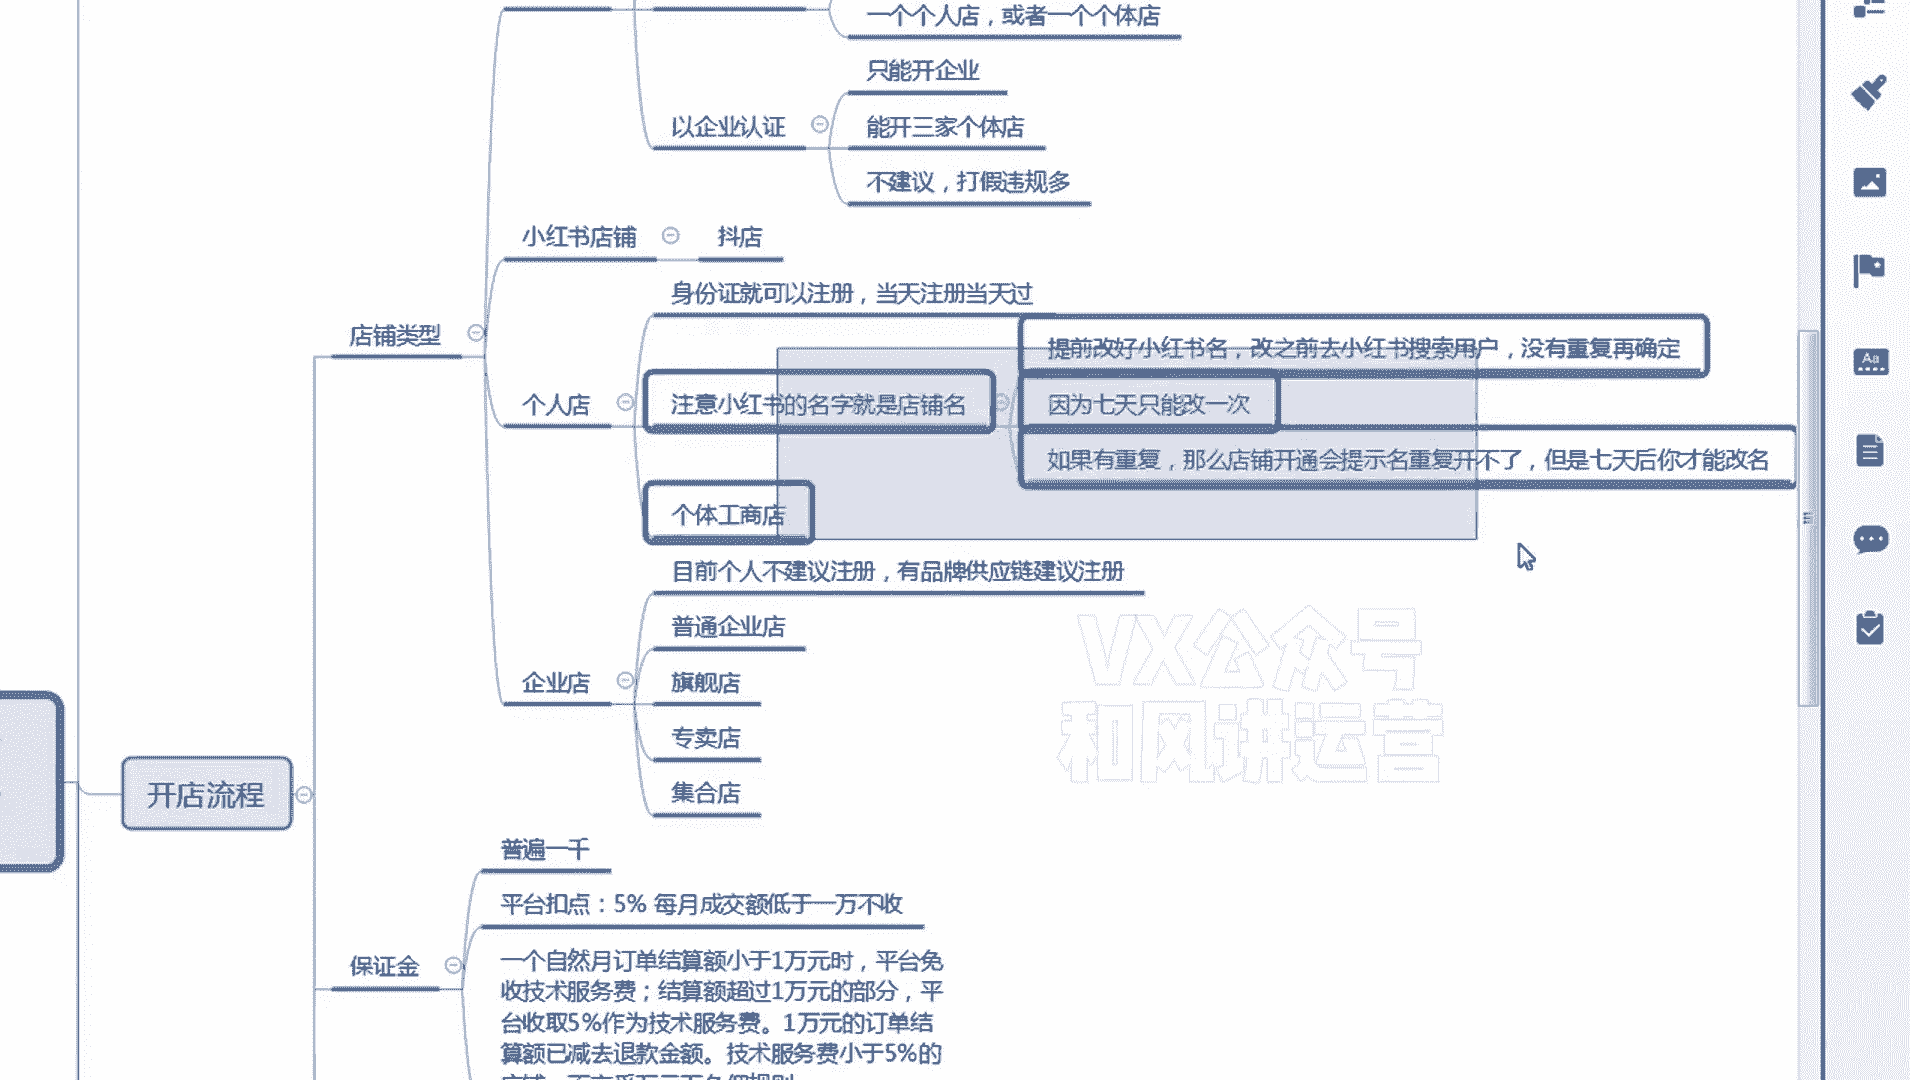 一个个人店，或者一个个体店
只能开企业
以企业认证
能开三家个体店
不建议，打假违规多
小红书店铺
抖店
身份证就可以注册，当天注册当天过
店铺类型
提前改好小红书名，改之前去小红书搜索用户，没有重复再确定
个人店
注意小红书的名字就是店铺名
因为七天只能改一次
如果有重复，那么店铺开通会提示名重复开不了，但是七天后你才能改名
个体工商店
目前个人不建议注册，有品牌供应链建议注册
普通企业店
企业店
旗舰店
专卖店
集合店
VX公众号
和风讲运营
开店流程
普遍一千
平台扣点：5% 每月成交额低于一万不收
保证金
一个自然月订单结算额小于1万元时，平台免
收技术服务费；结算额超过1万元的部分，平
台收取5%作为技术服务费。1万元的订单结
算额已减去退款金额。技术服务费小于5%的
Aa